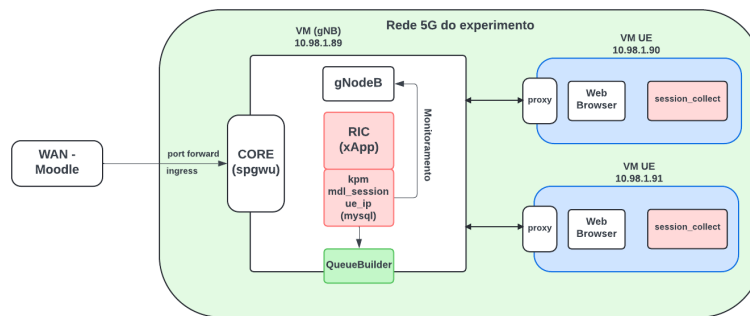 Rede 5G do experimento
VM (gNB)
10.98.1.89
VM UE
10.98.1.90
gNodeB
proxy
Web
Browser
session_collect
Monitoramento
WAN -
Moodle
port forward
ingress
CORE
(spgwu)
RIC
(xApp)
kpm
mdl_session
ue_ip
(mysql)
QueueBuilder
VM UE
10.98.1.91
proxy
Web
Browser
session_collect